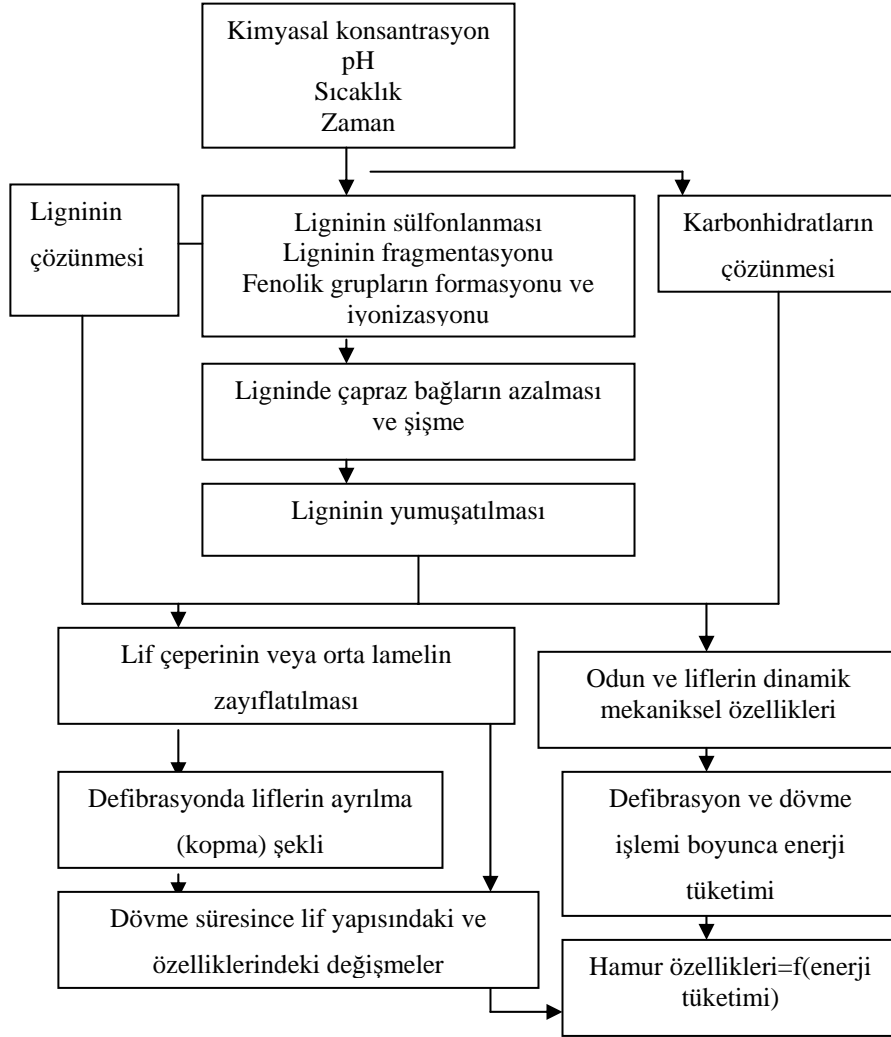 Kimyasal konsantrasyon
pH
Sıcaklık
Zaman
Ligninin
çözünmesi
Ligninin sülfonlanması
Ligninin fragmentasyonu
Fenolik grupların formasyonu ve
iyonizasyonu
Karbonhidratların
çözünmesi
Ligninde çapraz bağların azalması
ve şişme
Ligninin yumuşatılması
Lif çeperinin veya orta lamelin
zayıflatılması
Odun ve liflerin dinamik
mekaniksel özellikleri
Defibrasyonda liflerin ayrılma
(kopma) şekli
Defibrasyon ve dövme
işlemi boyunca enerji
tüketimi
Dövme süresince lif yapısındaki ve
özelliklerindeki değişmeler
Hamur özellikleri=f(enerji
tüketimi)